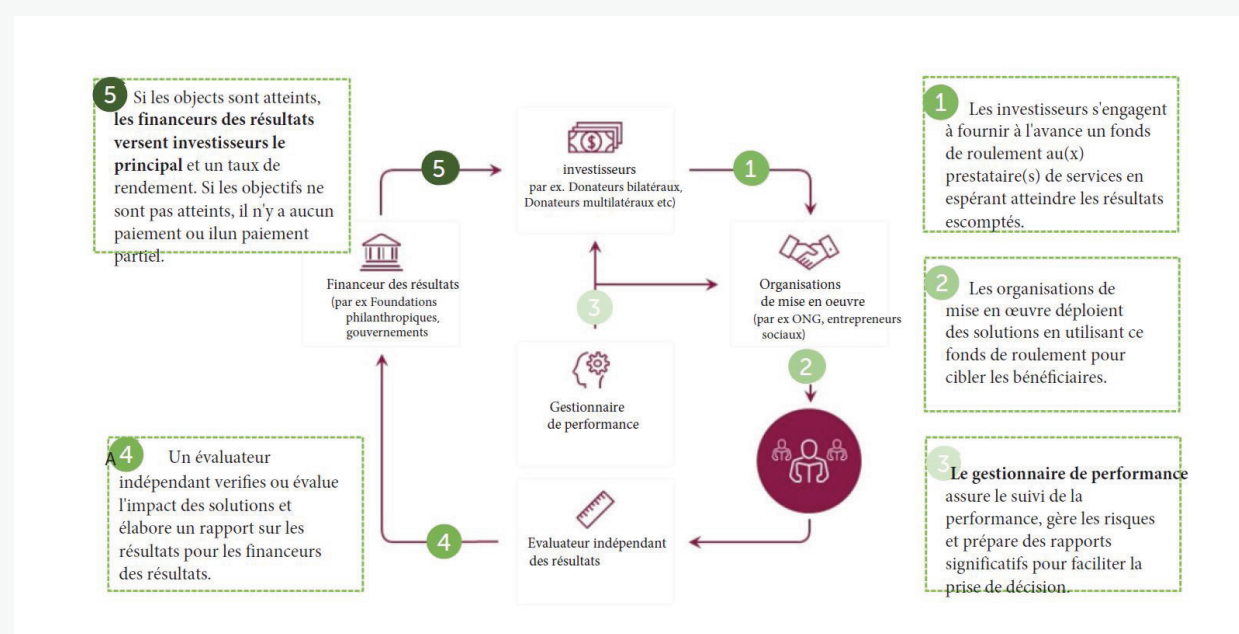 5 Si les objects sont atteints,
les financeurs des résultats
versent investisseurs le
principal et un taux de
rendement. Si les objectifs ne
sont pas atteints, il n'y a aucun
paiement ou ilun paiement
partiel.
5
investisseurs
par ex. Donateurs bilatéraux,
Donateurs multilatéraux etc)
1
1 Les investisseurs s'engagent
à fournir à l'avance un fonds
de roulement au(x)
prestataire(s) de services en
espérant atteindre les résultats
escomptés.
Financeur des résultats
(par ex Foundations
philanthropiques,
gouvernements
3
Organisations
de mise en oeuvre
(par ex ONG, entrepreneurs
sociaux)
2
2 Les organisations de
mise en œuvre déploient
des solutions en utilisant ce
fonds de roulement pour
cibler les bénéficiaires.
Gestionnaire
de performance
A4 Un évaluateur
indépendant verifies ou évalue
l'impact des solutions et
élabore un rapport sur les
résultats pour les financeurs
des résultats.
4
Evaluateur indépendant
des résultats
3 Le gestionnaire de performance
assure le suivi de la
performance, gère les risques
et prépare des rapports
significatifs pour faciliter la
prise de décision.